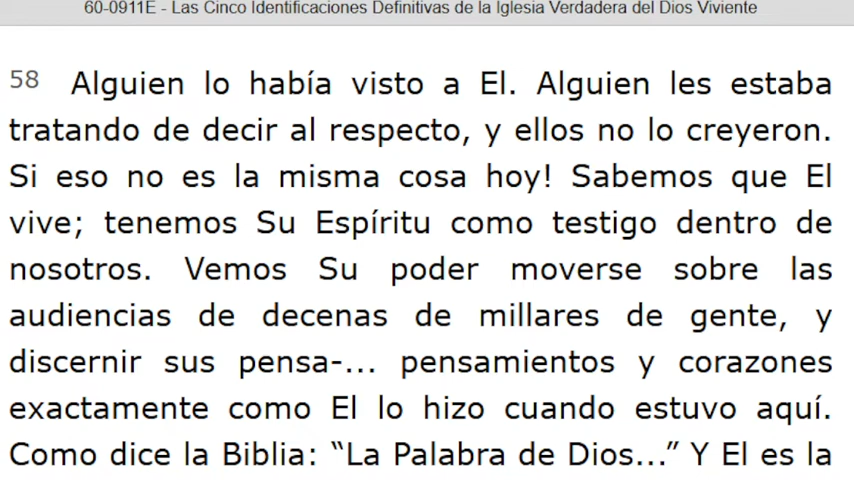 60-0911E - Las Cinco Identificaciones Definitivas de la Iglesia Verdadera del Dios Viviente
58 Alguien lo había visto a El. Alguien les estaba
tratando de decir al respecto, y ellos no lo creyeron.
Si eso no es la misma cosa hoy! Sabemos que El
vive; tenemos Su Espíritu como testigo dentro de
nosotros. Vemos Su poder moverse sobre las
audiencias de decenas de millares de gente, y
discernir sus pensa-... pensamientos y corazones
exactamente como El lo hizo cuando estuvo aquí.
Como dice la Biblia: “La Palabra de Dios...” Y El es la